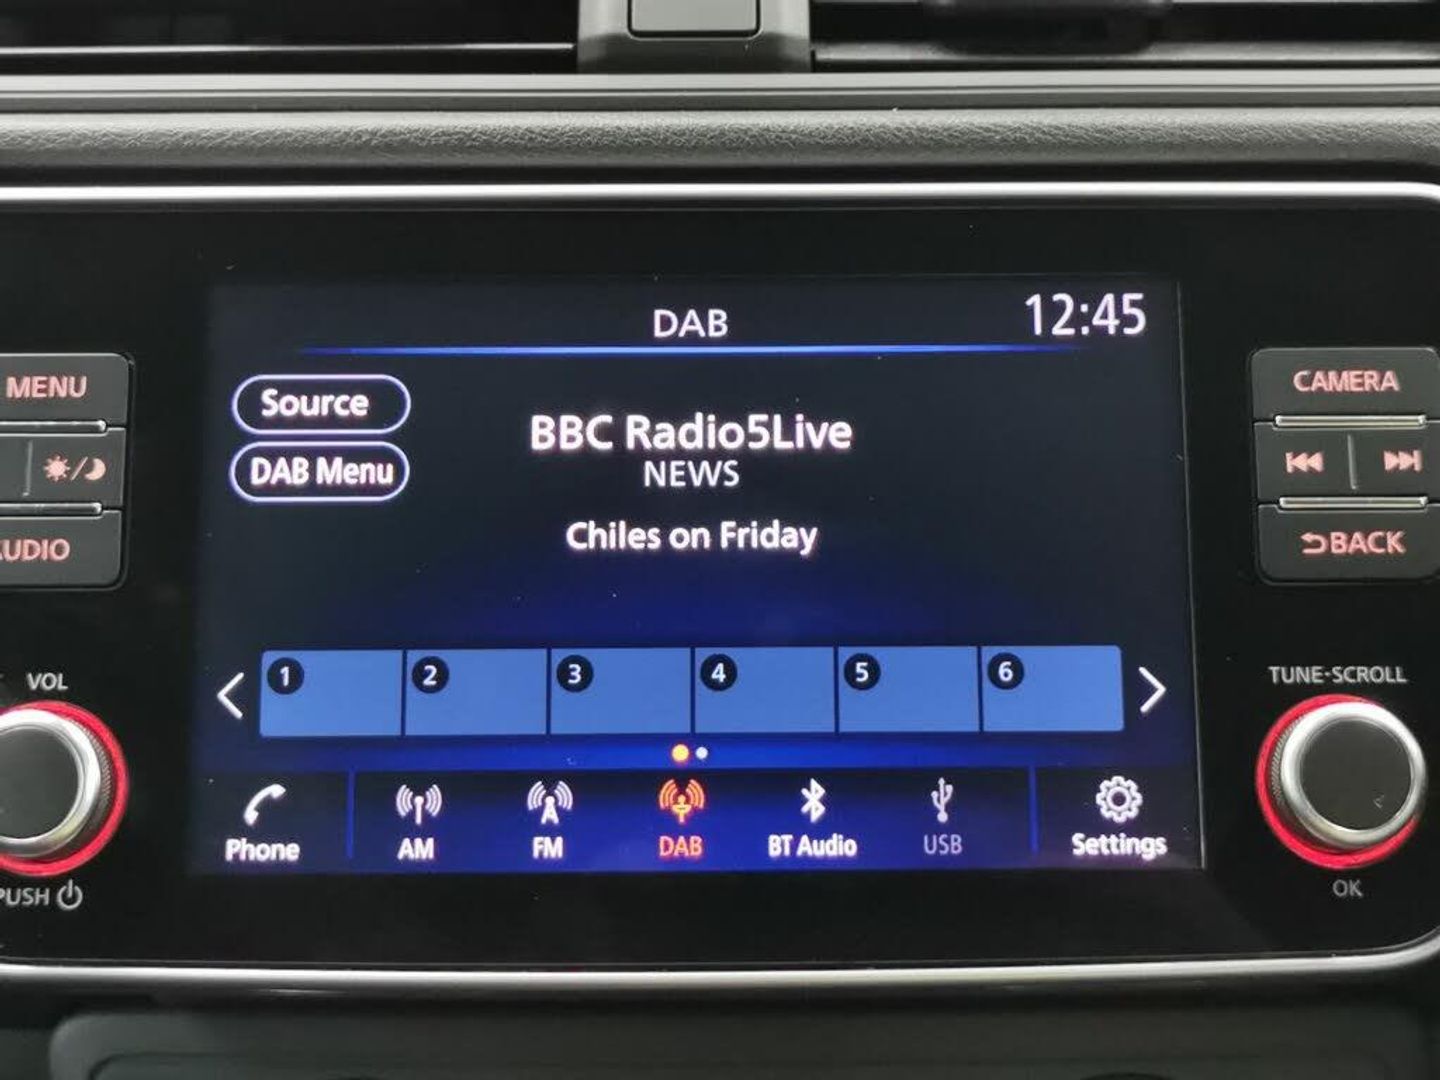 DAB
12:45
MENU
Source
BBC Radio5Live
CAMERA
DAB Menu
NEWS
AUDIO
Chiles on Friday
BACK
1 2 3 4 5 6
VOL
TUNE·SCROLL
Phone AM FM DAB BT Audio USB Settings
PUSH
OK